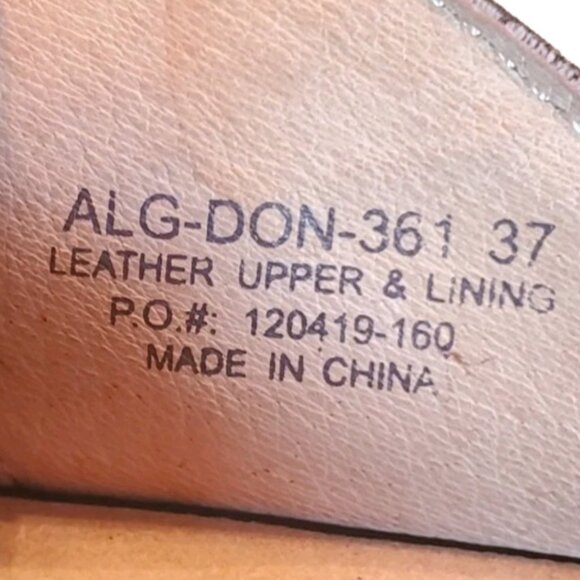 ALG-DON-361 37
LEATHER UPPER & LINING
P.O.#: 120419-160
MADE IN CHINA